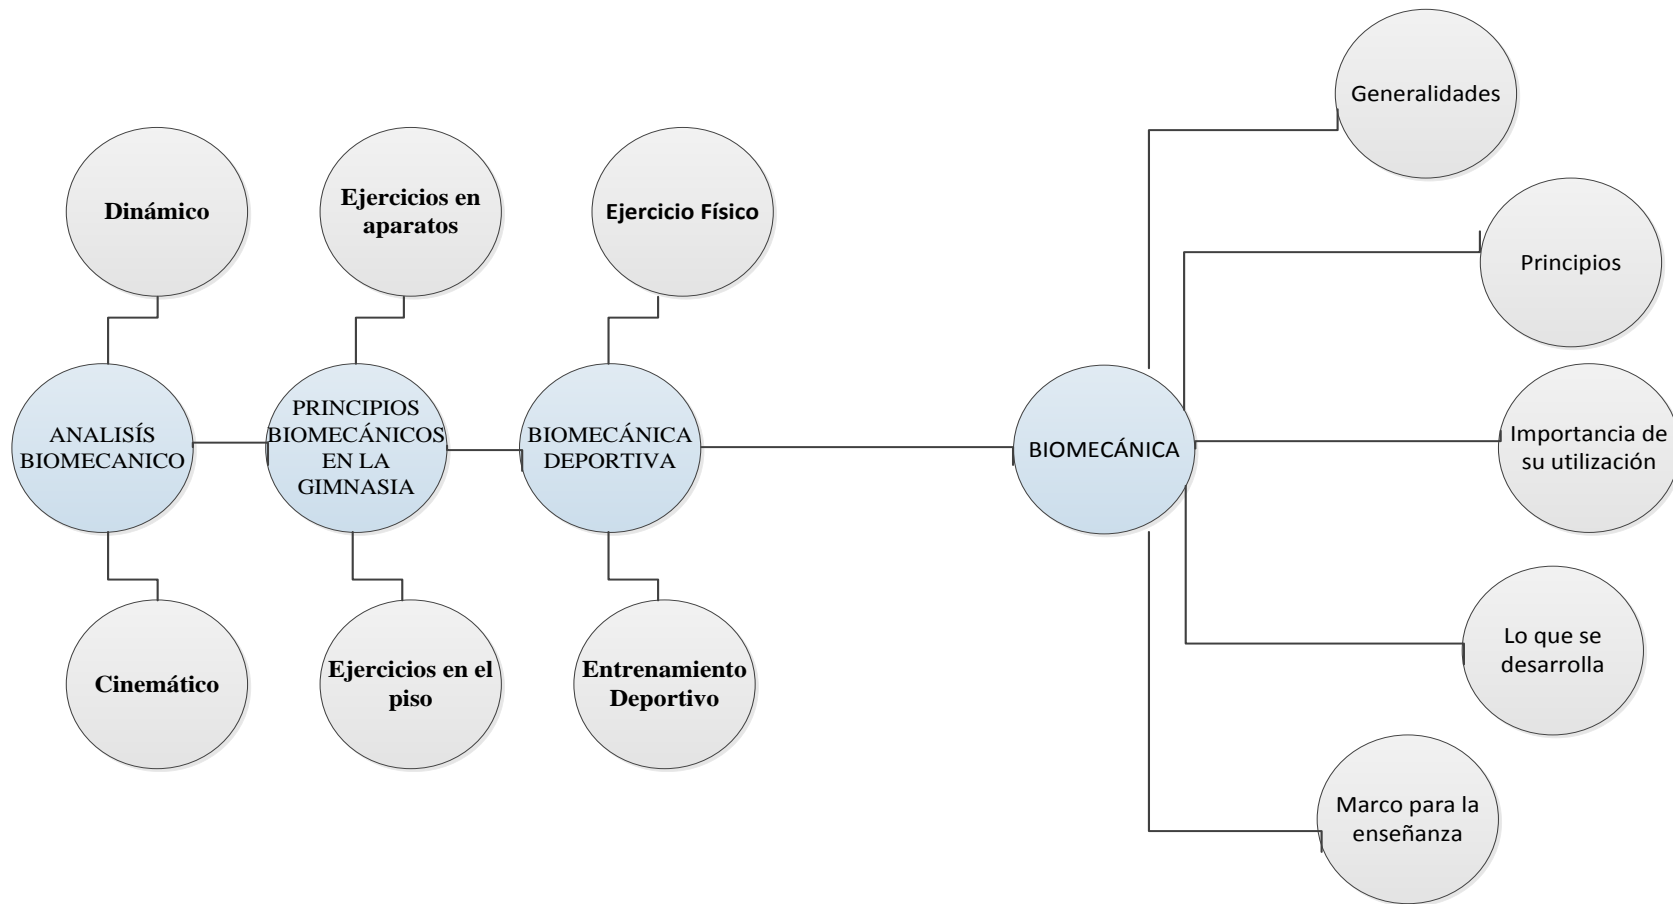 Generalidades
Dinámico
Ejercicios en
aparatos
Ejercicio Físico
Principios
ANALISÍS
BIOMECANICO
PRINCIPIOS
BIOMECÁNICOS
EN LA
GIMNASIA
BIOMECÁNICA
DEPORTIVA
BIOMECÁNICA
Importancia de
su utilización
Cinemático
Ejercicios en el
piso
Entrenamiento
Deportivo
Lo que se
desarrolla
Marco para la
enseñanza